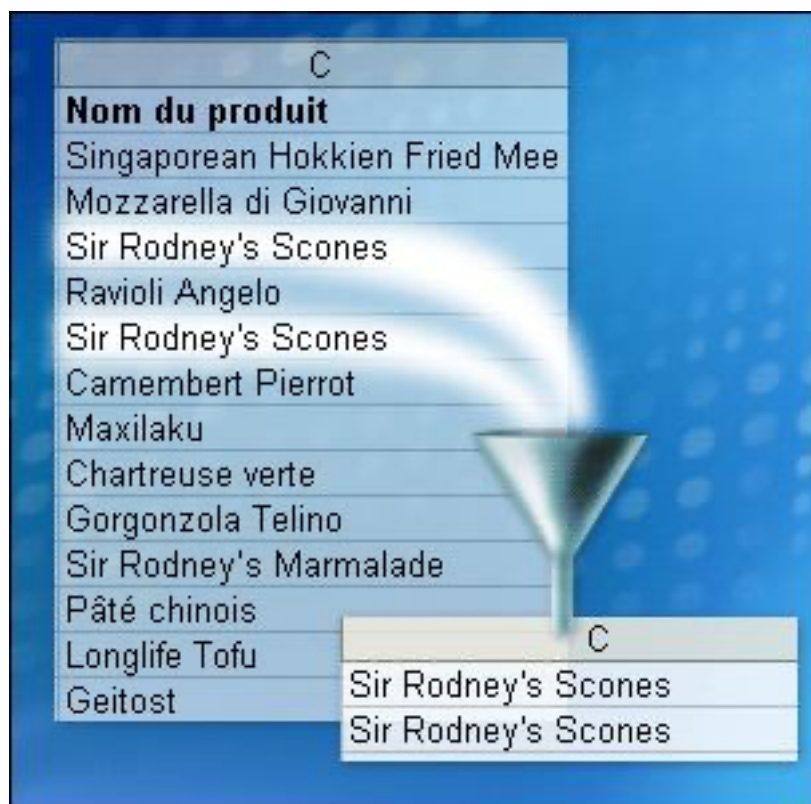 C
Nom du produit
Singaporean Hokkien Fried Mee
Mozzarella di Giovanni
Sir Rodney's Scones
Ravioli Angelo
Sir Rodney's Scones
Camembert Pierrot
Maxilaku
Chartreuse verte
Gorgonzola Telino
Sir Rodney's Marmalade
Pâté chinois
Longlife Tofu
Geitost
C
Sir Rodney's Scones
Sir Rodney's Scones